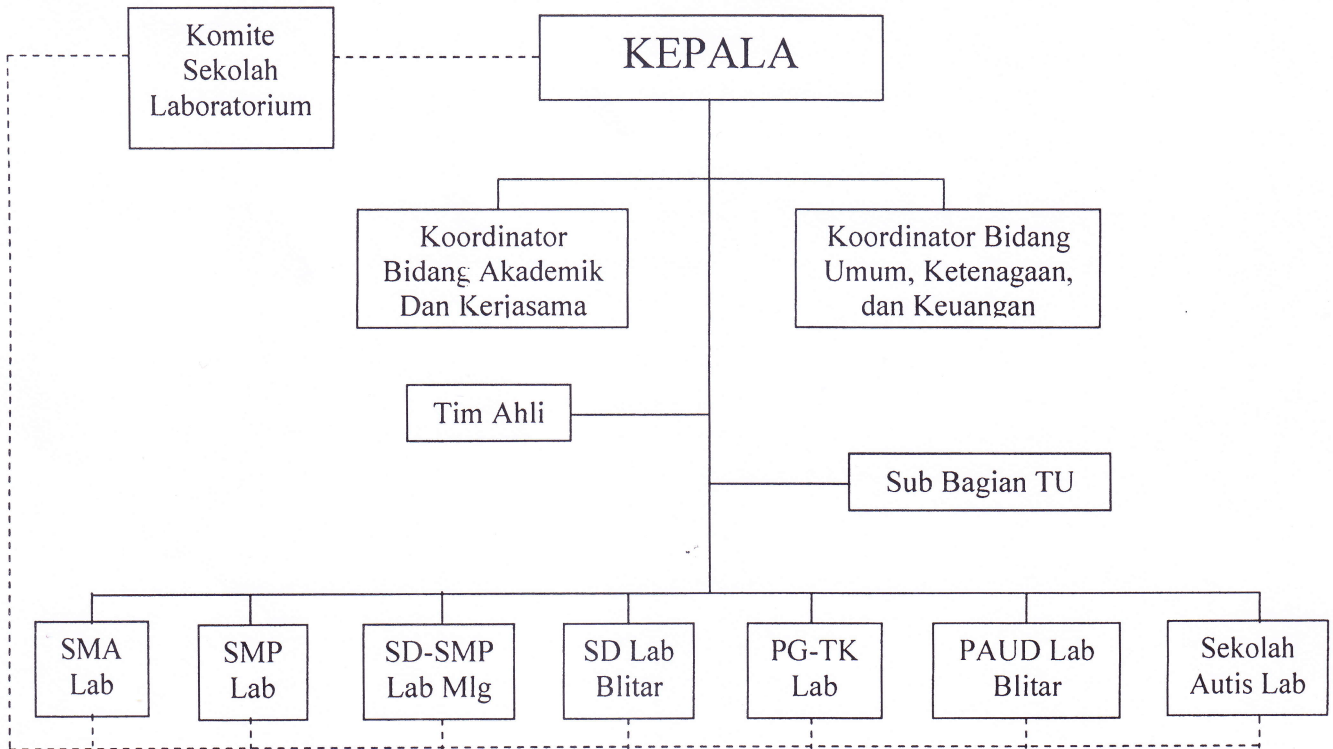 Komite
Sekolah
Laboratorium
KEPALA
Koordinator
Bidang Akademik
Dan Kerjasama
Koordinator Bidang
Umum, Ketenagaan,
dan Keuangan
Tim Ahli
Sub Bagian TU
SMA
Lab
SMP
Lab
SD-SMP
Lab Mlg
SD Lab
Blitar
PG-TK
Lab
PAUD Lab
Blitar
Sekolah
Autis Lab